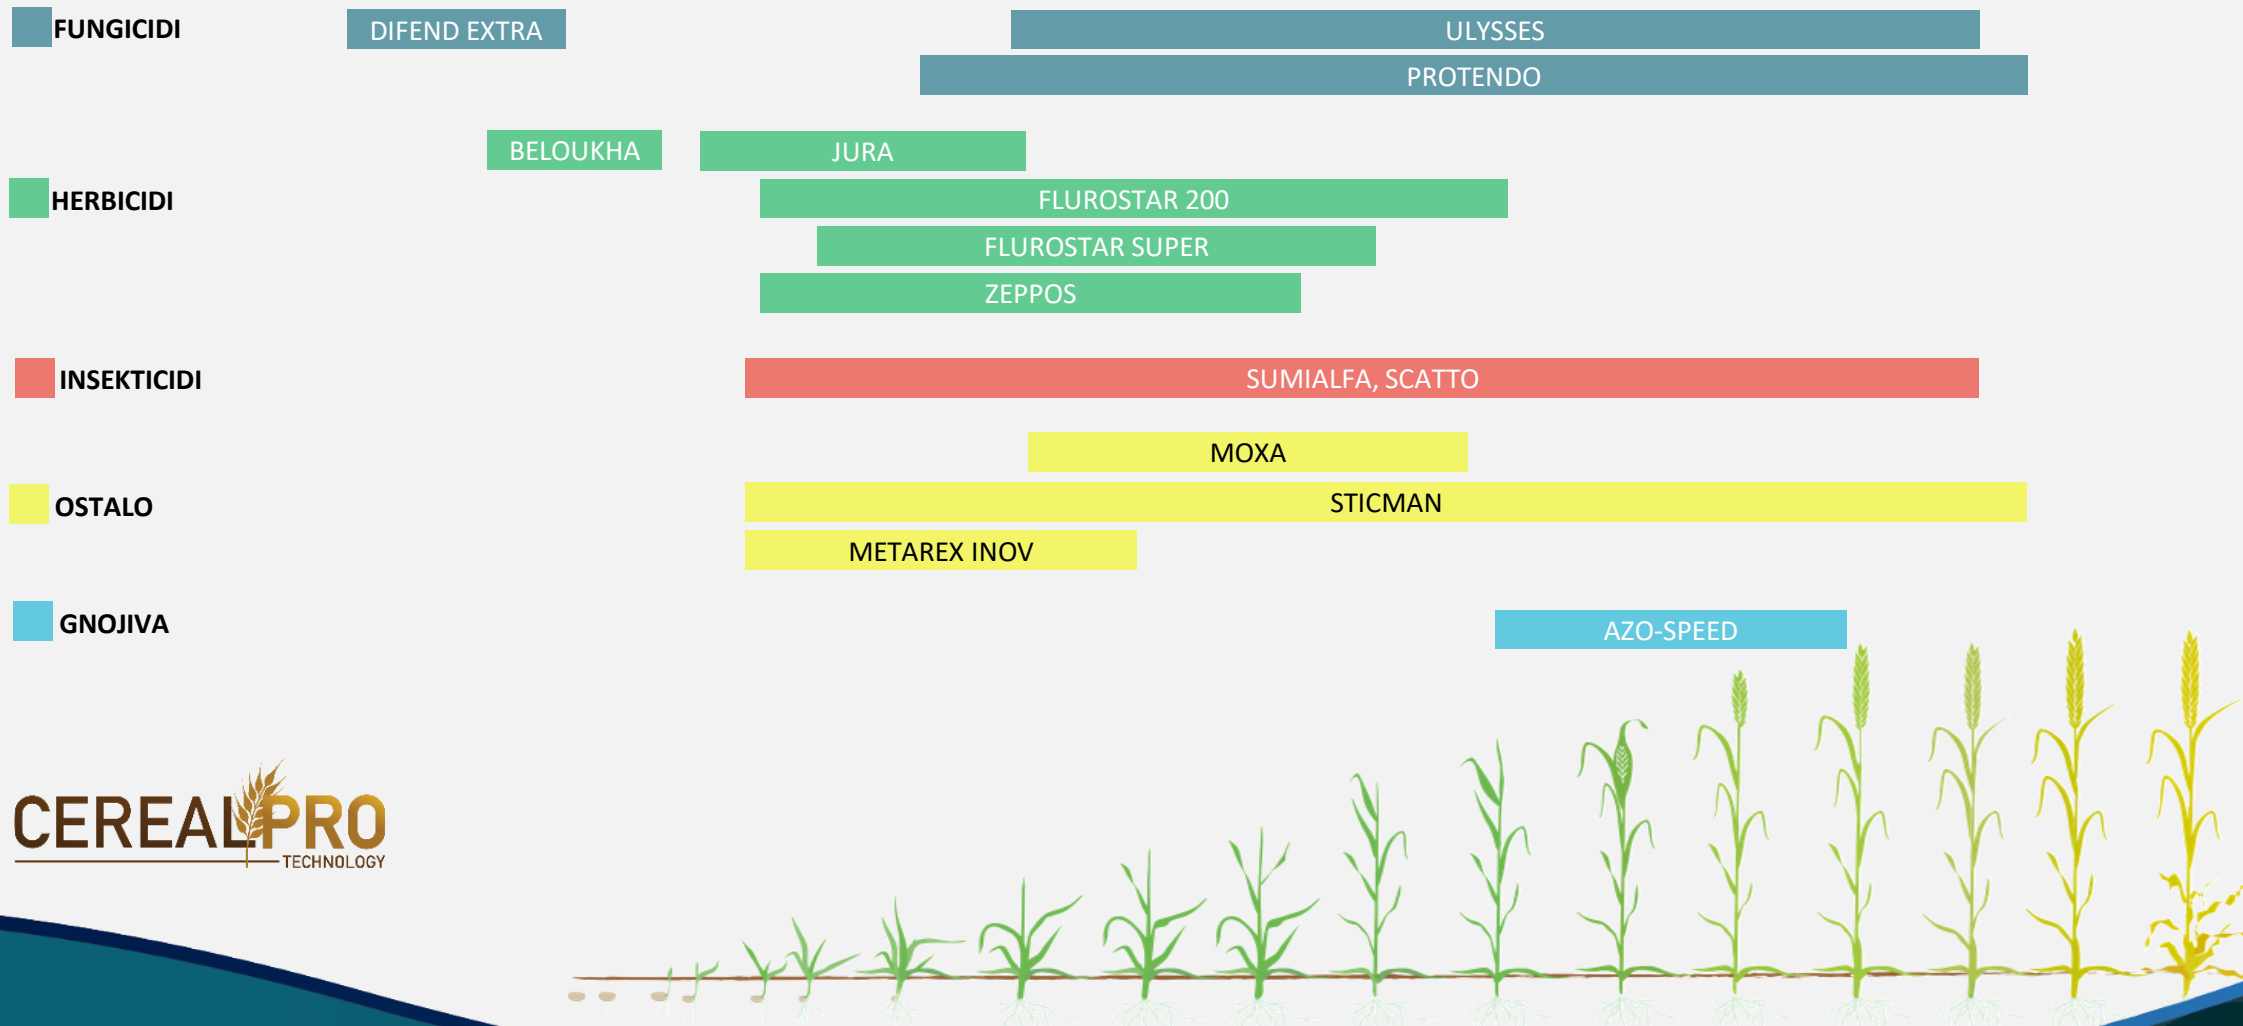 FUNGICIDI
DIFEND EXTRA
ULYSSES
PROTENDO
BELOUKHA
JURA
HERBICIDI
FLUROSTAR 200
FLUROSTAR SUPER
ZEPPOS
INSEKTICIDI
SUMIALFA, SCATTO
MOXA
OSTALO
STICMAN
METAREX INOV
GNOJIVA
AZO-SPEED
CEREALPRO
TECHNOLOGY